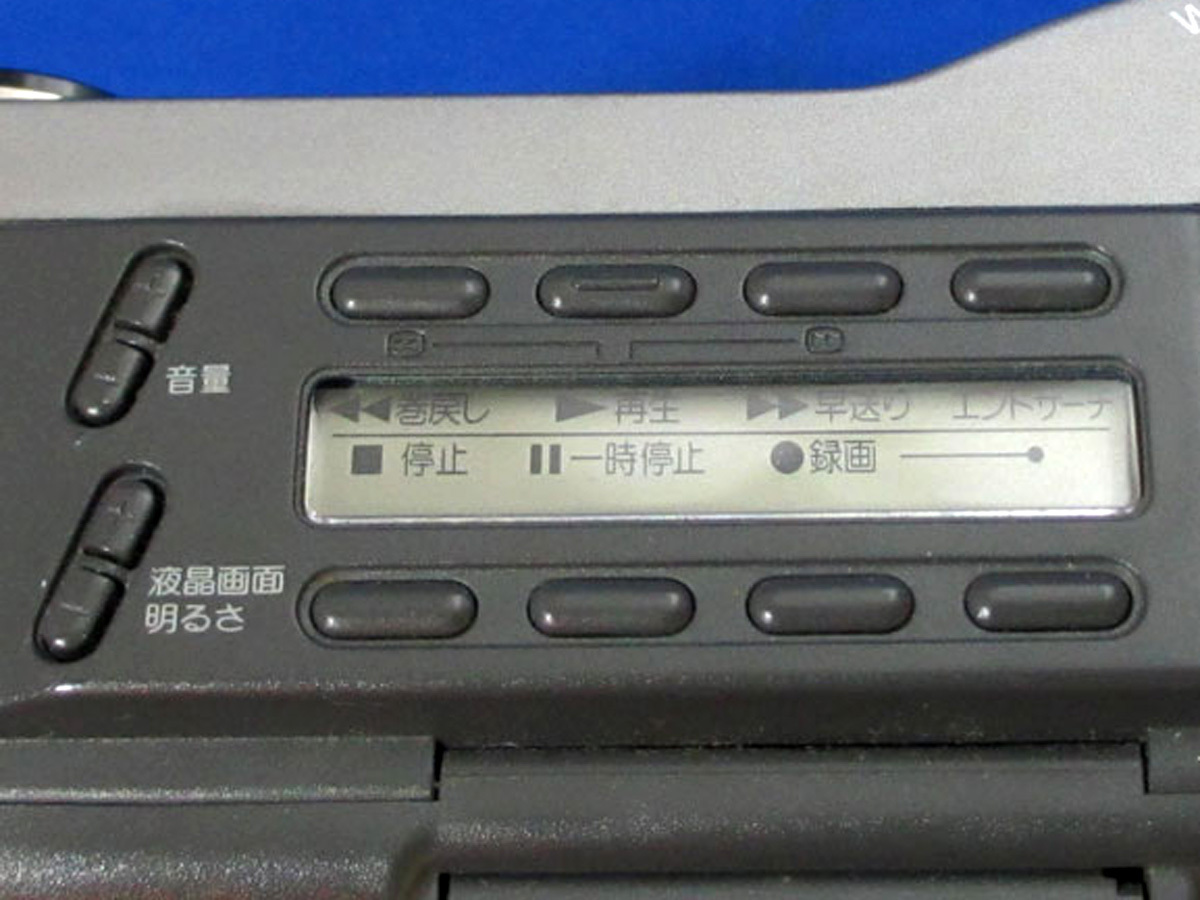 音量
◀◀巻戻し ▶再生 ▶▶早送り エンドサーチ
■ 停止 ▮▮一時停止 ●録画
液晶画面
明るさ